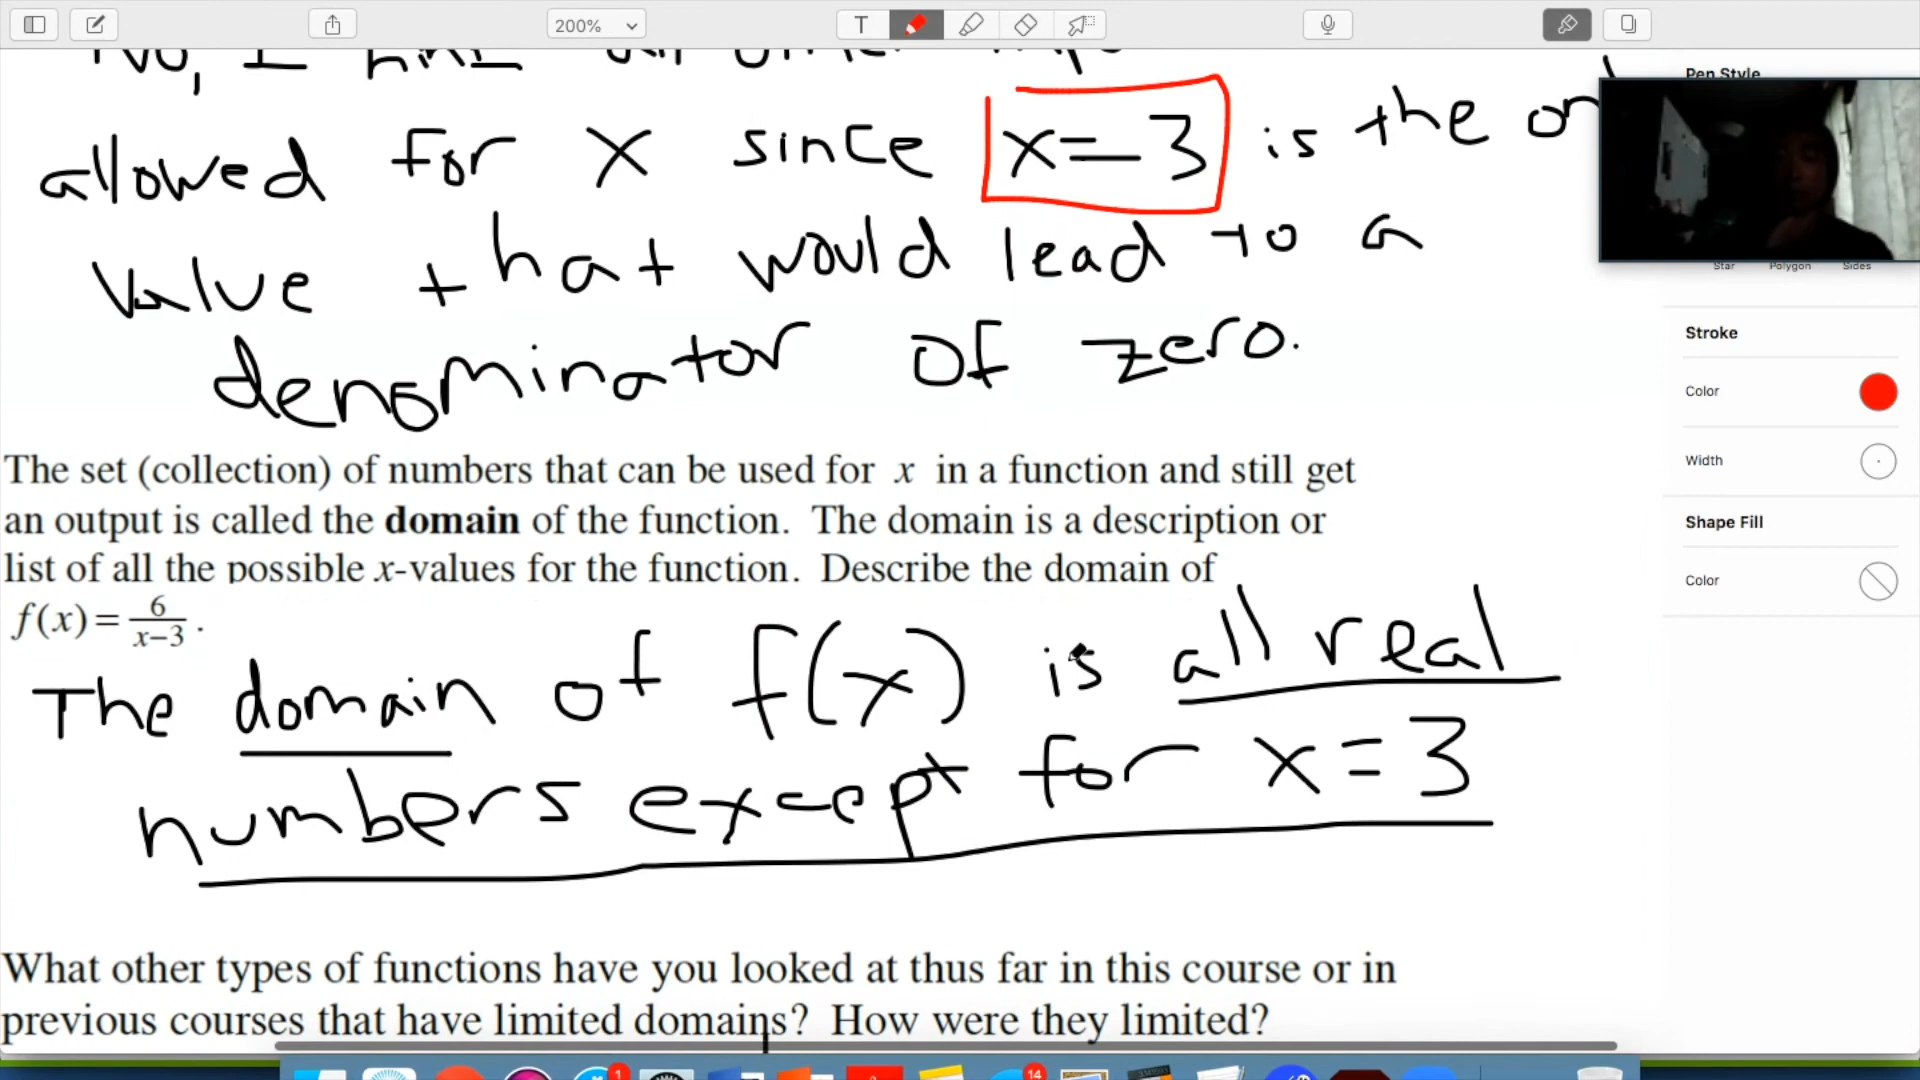 200%
No, I
allowed for x since x=3 is the
value that would lead to a
denominator of zero.
The set (collection) of numbers that can be used for x in a function and still get
an output is called the domain of the function. The domain is a description or
list of all the possible x-values for the function. Describe the domain of
f(x)= 6/x-3 .
The domain of f(x) is all real
numbers except for x=3
What other types of functions have you looked at thus far in this course or in
previous courses that have limited domains? How were they limited?
T
Pen Style
Star Polygon Sides
Stroke
Color
Width
Shape Fill
Color
1
14